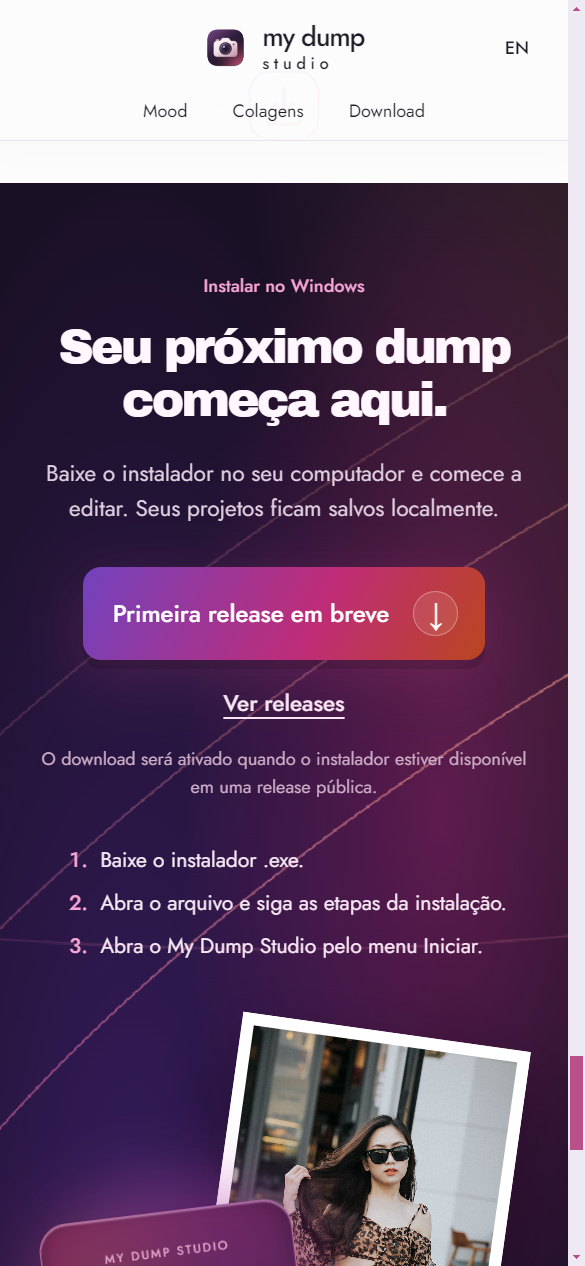 my dump
studio
EN
Mood
Colagens
Download
Instalar no Windows
Seu próximo dump
começa aqui.
Baixe o instalador no seu computador e comece a
editar. Seus projetos ficam salvos localmente.
Primeira release em breve
Ver releases
O download será ativado quando o instalador estiver disponível
em uma release pública.
1. Baixe o instalador .exe.
2. Abra o arquivo e siga as etapas da instalação.
3. Abra o My Dump Studio pelo menu Iniciar.
MY DUMP STUDIO